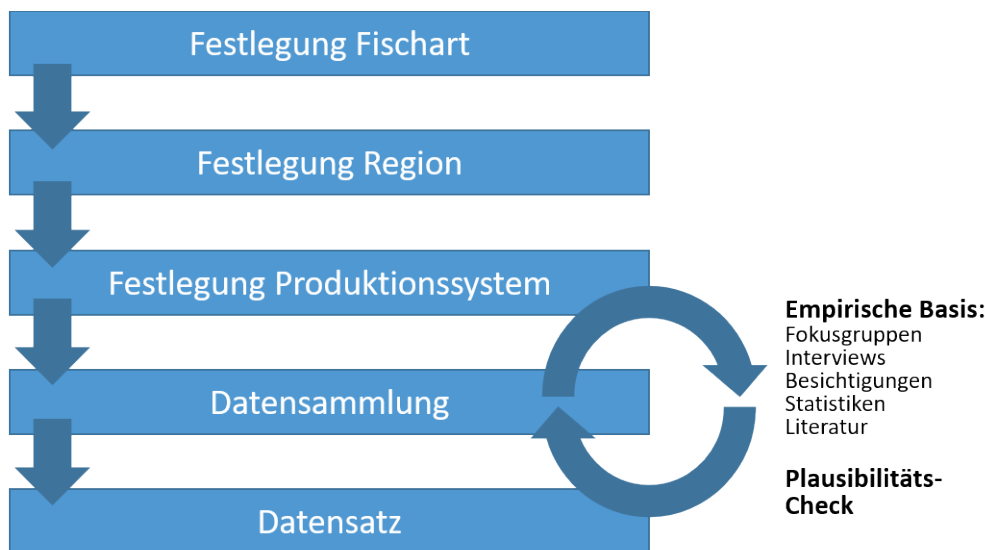 Festlegung Fischart
Festlegung Region
Festlegung Produktionssystem
Datensammlung
Datensatz
Empirische Basis:
Fokusgruppen
Interviews
Besichtigungen
Statistiken
Literatur
Plausibilitäts-
Check